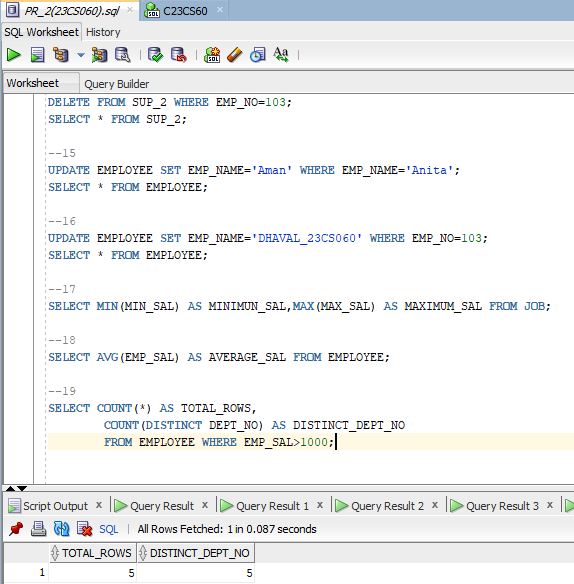 PR_2(23CS060).sql × C23CS60 ×
SQL Worksheet History
Worksheet Query Builder
DELETE FROM SUP_2 WHERE EMP_NO=103;
SELECT * FROM SUP_2;
--15
UPDATE EMPLOYEE SET EMP_NAME='Aman' WHERE EMP_NAME='Anita';
SELECT * FROM EMPLOYEE;
--16
UPDATE EMPLOYEE SET EMP_NAME='DHAVAL_23CS060' WHERE EMP_NO=103;
SELECT * FROM EMPLOYEE;
--17
SELECT MIN(MIN_SAL) AS MINIMUN_SAL,MAX(MAX_SAL) AS MAXIMUM_SAL FROM JOB;
--18
SELECT AVG(EMP_SAL) AS AVERAGE_SAL FROM EMPLOYEE;
--19
SELECT COUNT(*) AS TOTAL_ROWS,
COUNT(DISTINCT DEPT_NO) AS DISTINCT_DEPT_NO
FROM EMPLOYEE WHERE EMP_SAL>1000;
Script Output × Query Result × Query Result 1 × Query Result 2 × Query Result 3 ×
SQL | All Rows Fetched: 1 in 0.087 seconds
TOTAL_ROWS DISTINCT_DEPT_NO
1 5 5